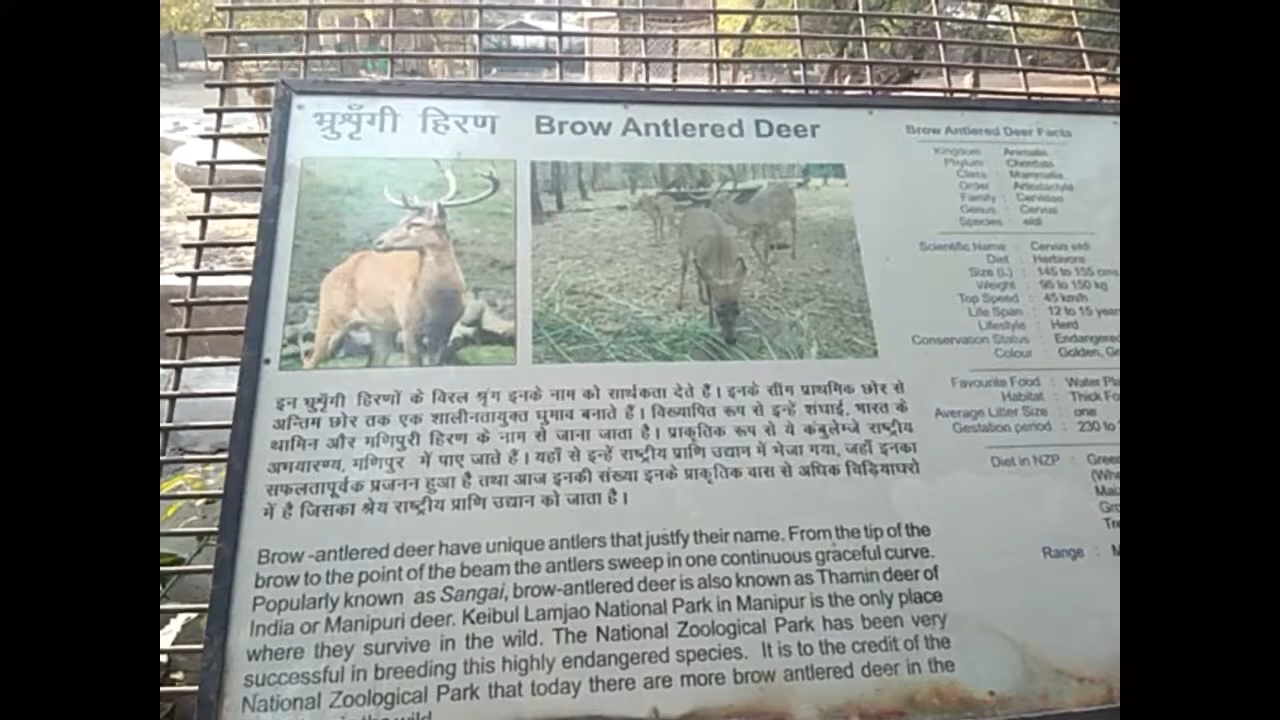 भ्रुशृँगी हिरण Brow Antlered Deer
इन भ्रुशृँगी हिरणों के विरल श्रृंग इनके नाम को सार्थकता देते हैं। इनके सींग प्राथमिक छोर से
अन्तिम छोर तक एक शालीनतायुक्त घुमाव बनाते हैं। विख्यापित रूप से इन्हें शंघाई, भारत के
थामिन और मणिपुरी हिरण के नाम से जाना जाता है। प्राकृतिक रूप से ये कंबुलेम्जे राष्ट्रीय
अभयारण्य, मणिपुर में पाए जाते हैं। यहाँ से इन्हें राष्ट्रीय प्राणि उद्यान में भेजा गया, जहाँ इनका
सफलतापूर्वक प्रजनन हुआ है तथा आज इनकी संख्या इनके प्राकृतिक वास से अधिक चिड़ियाघरो
में है जिसका श्रेय राष्ट्रीय प्राणि उद्यान को जाता है।
Brow -antlered deer have unique antlers that justfy their name. From the tip of the
brow to the point of the beam the antlers sweep in one continuous graceful curve.
Popularly known as Sangai, brow-antlered deer is also known as Thamin deer of
India or Manipuri deer. Keibul Lamjao National Park in Manipur is the only place
where they survive in the wild. The National Zoological Park has been very
successful in breeding this highly endangered species. It is to the credit of the
National Zoological Park that today there are more brow antlered deer in the
the wild
Brow Antlered Deer Facts
Kingdom : Animalia
Phylum : Chordata
Class : Mammalia
Order : Artiodactyla
Family : Cervidae
Genus : Cervus
Species : eldi
Scientific Name : Cervus eldi
Diet : Herbivore
Size (L) : 145 to 155 cms
Weight : 95 to 150 kg
Top Speed : 45 km/h
Life Span : 12 to 15 year
Lifestyle : Herd
Conservation Status : Endangered
Colour : Golden,
Favourite Food : Water
Habitat : Thick
Average Litter Size : one
Gestation period : 230 to
Diet in NZP :
Range :